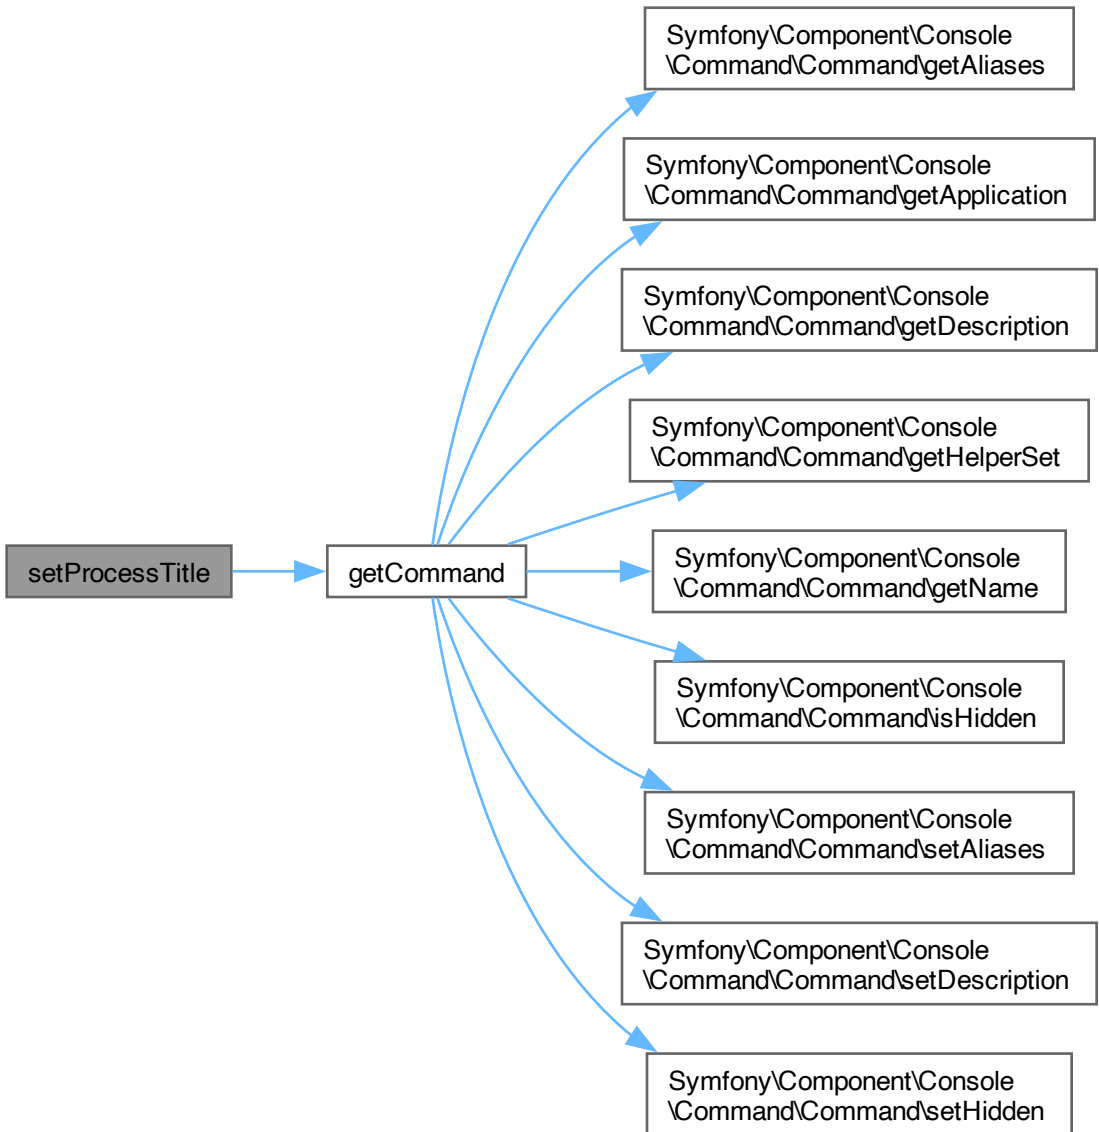 Symfony\Component\Console
\Command\Command\getAliases
Symfony\Component\Console
\Command\Command\getApplication
Symfony\Component\Console
\Command\Command\getDescription
Symfony\Component\Console
\Command\Command\getHelperSet
setProcessTitle
getCommand
Symfony\Component\Console
\Command\Command\getName
Symfony\Component\Console
\Command\Command\isHidden
Symfony\Component\Console
\Command\Command\setAliases
Symfony\Component\Console
\Command\Command\setDescription
Symfony\Component\Console
\Command\Command\setHidden